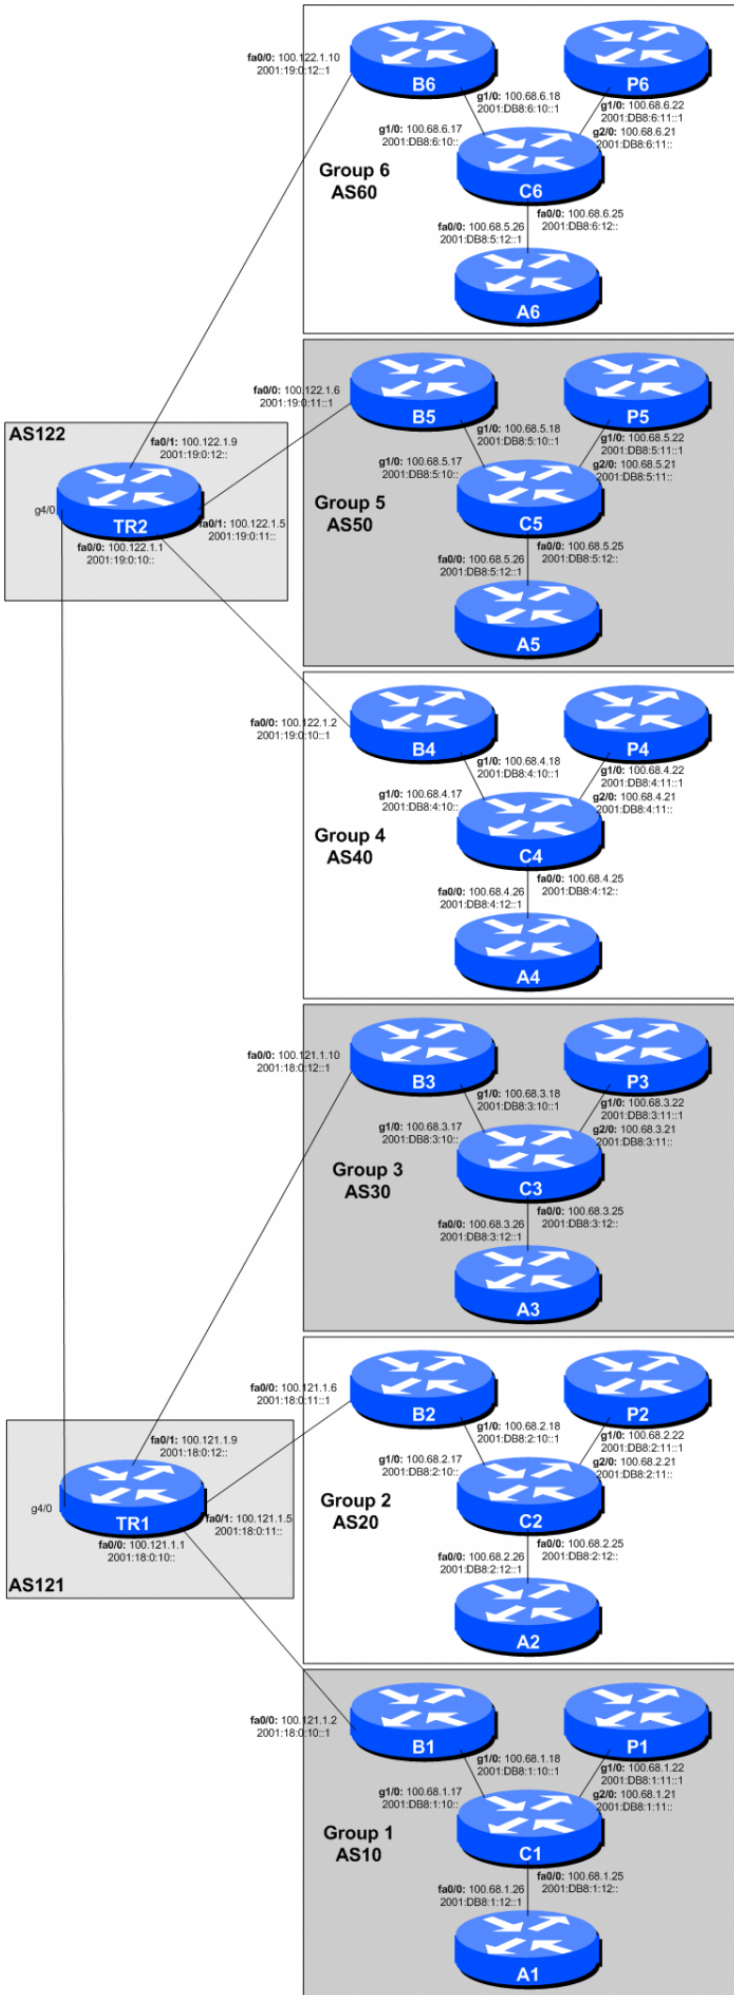 fa0/0: 100.122.1.10
2001:19:0:12::1
B6
P6
g1/0: 100.68.6.18
2001:DB8:6:10::1
g1/0: 100.68.6.22
2001:DB8:6:11::1
g1/0: 100.68.6.17
2001:DB8:6:10::
g2/0: 100.68.6.21
2001:DB8:6:11::
Group 6
AS60
C6
fa0/0: 100.68.6.25
2001:DB8:6:12::
fa0/0: 100.68.5.26
2001:DB8:5:12::1
A6
fa0/0: 100.122.1.6
2001:19:0:11::1
B5
P5
g1/0: 100.68.5.18
2001:DB8:5:10::1
g1/0: 100.68.5.22
2001:DB8:5:11::1
g1/0: 100.68.5.17
2001:DB8:5:10::
g2/0: 100.68.5.21
2001:DB8:5:11::
Group 5
AS50
C5
fa0/0: 100.68.5.25
2001:DB8:5:12::
fa0/0: 100.68.5.26
2001:DB8:5:12::1
A5
AS122
fa0/1: 100.122.1.9
2001:19:0:12::
g4/0
TR2
fa0/1: 100.122.1.5
2001:19:0:11::
fa0/0: 100.122.1.1
2001:19:0:10::
fa0/0: 100.122.1.2
2001:19:0:10::1
B4
P4
g1/0: 100.68.4.18
2001:DB8:4:10::1
g1/0: 100.68.4.22
2001:DB8:4:11::1
g1/0: 100.68.4.17
2001:DB8:4:10::
g2/0: 100.68.4.21
2001:DB8:4:11::
Group 4
AS40
C4
fa0/0: 100.68.4.25
2001:DB8:4:12::
fa0/0: 100.68.4.26
2001:DB8:4:12::1
A4
fa0/0: 100.121.1.10
2001:18:0:12::1
B3
P3
g1/0: 100.68.3.18
2001:DB8:3:10::1
g1/0: 100.68.3.22
2001:DB8:3:11::1
g1/0: 100.68.3.17
2001:DB8:3:10::
g2/0: 100.68.3.21
2001:DB8:3:11::
Group 3
AS30
C3
fa0/0: 100.68.3.25
2001:DB8:3:12::
fa0/0: 100.68.3.26
2001:DB8:3:12::1
A3
fa0/0: 100.121.1.6
2001:18:0:11::1
B2
P2
g1/0: 100.68.2.18
2001:DB8:2:10::1
g1/0: 100.68.2.22
2001:DB8:2:11::1
g1/0: 100.68.2.17
2001:DB8:2:10::
g2/0: 100.68.2.21
2001:DB8:2:11::
Group 2
AS20
C2
fa0/0: 100.68.2.25
2001:DB8:2:12::
fa0/0: 100.68.2.26
2001:DB8:2:12::1
A2
fa0/1: 100.121.1.9
2001:18:0:12::
g4/0
TR1
fa0/1: 100.121.1.5
2001:18:0:11::
fa0/0: 100.121.1.1
2001:18:0:10::
AS121
fa0/0: 100.121.1.2
2001:18:0:10::1
B1
P1
g1/0: 100.68.1.18
2001:DB8:1:10::1
g1/0: 100.68.1.22
2001:DB8:1:11::1
g1/0: 100.68.1.17
2001:DB8:1:10::
g2/0: 100.68.1.21
2001:DB8:1:11::
Group 1
AS10
C1
fa0/0: 100.68.1.25
2001:DB8:1:12::
fa0/0: 100.68.1.26
2001:DB8:1:12::1
A1